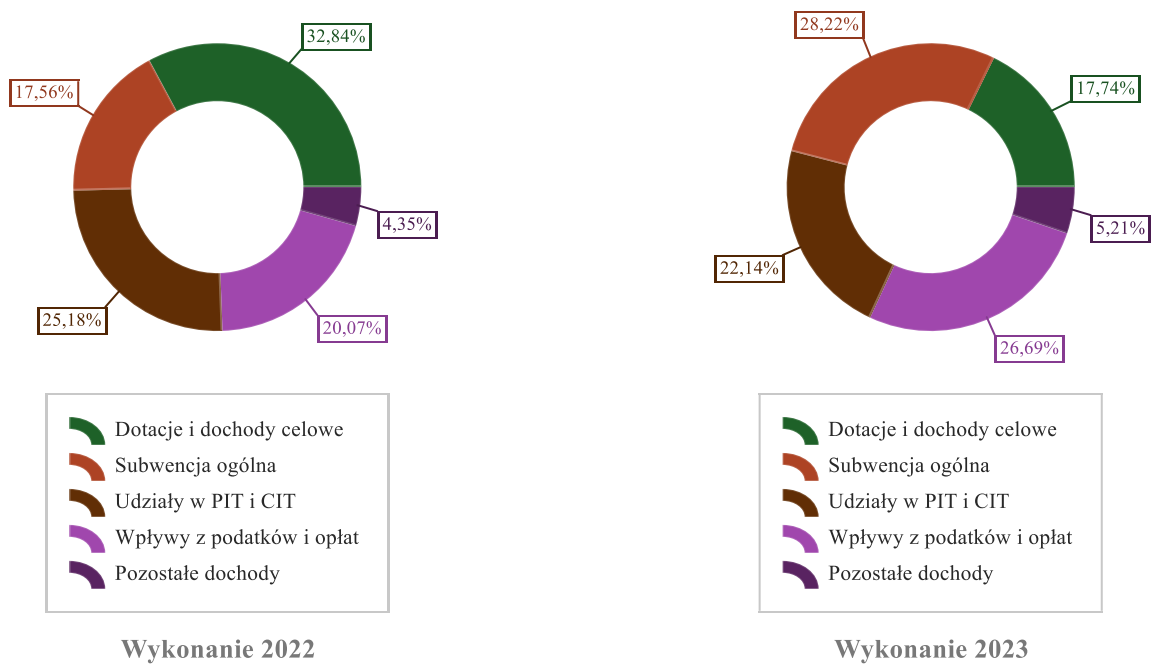 32,84%
17,56%
4,35%
25,18%
20,07%
Dotacje i dochody celowe
Subwencja ogólna
Udziały w PIT i CIT
Wpływy z podatków i opłat
Pozostałe dochody
Wykonanie 2022
28,22%
17,74%
5,21%
22,14%
26,69%
Dotacje i dochody celowe
Subwencja ogólna
Udziały w PIT i CIT
Wpływy z podatków i opłat
Pozostałe dochody
Wykonanie 2023